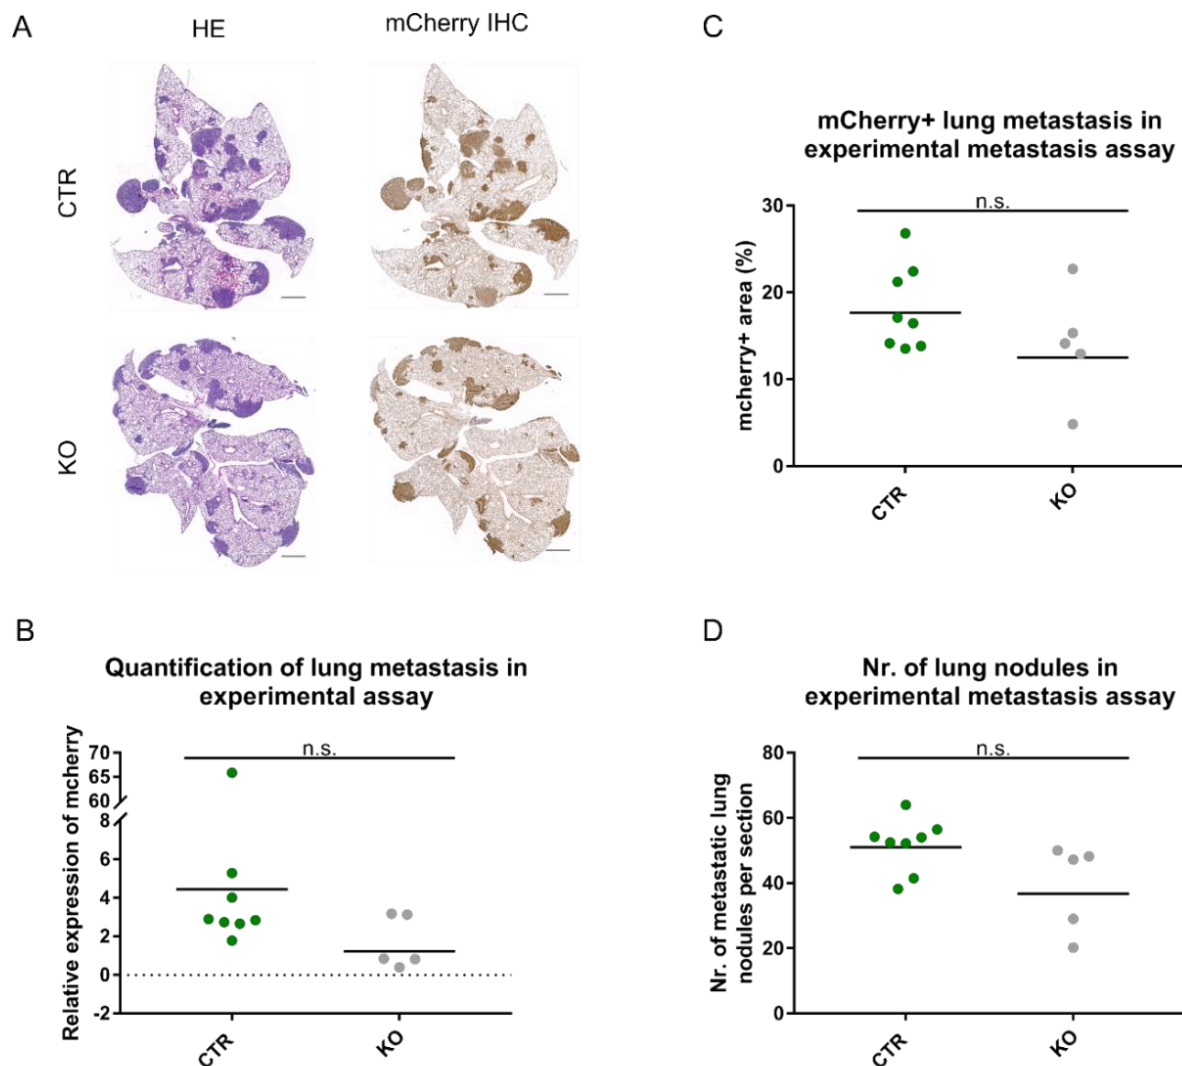 A
HE
mCherry IHC
CTR
KO
B
Quantification of lung metastasis in
experimental assay
Relative expression of mcherry
n.s.
70
65
60
8
6
4
2
0
-2
CTR
KO
C
mCherry+ lung metastasis in
experimental metastasis assay
mcherry+ area (%)
n.s.
30
20
10
0
CTR
KO
D
Nr. of lung nodules in
experimental metastasis assay
Nr. of metastatic lung
nodules per section
n.s.
80
60
40
20
0
CTR
KO